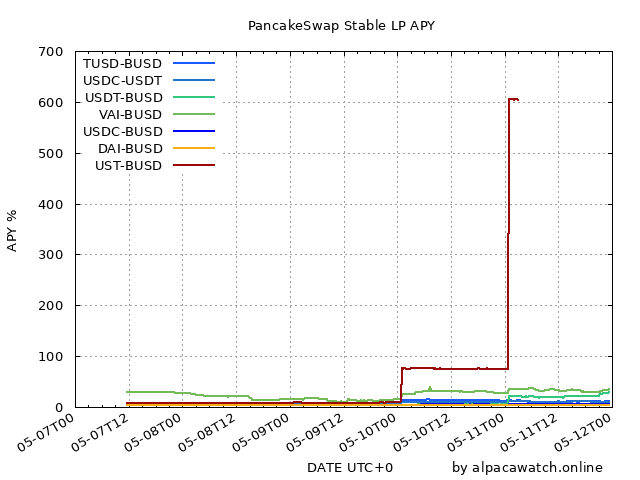 PancakeSwap Stable LP APY
700
600
500
400
300
200
100
0
APY %
TUSD-BUSD
USDC-USDT
USDT-BUSD
VAI-BUSD
USDC-BUSD
DAI-BUSD
UST-BUSD
05-07T00
05-07T12
05-08T00
05-08T12
05-09T00
05-09T12
05-10T00
05-10T12
05-11T00
05-11T12
05-12T00
DATE UTC+0
by alpacawatch.online